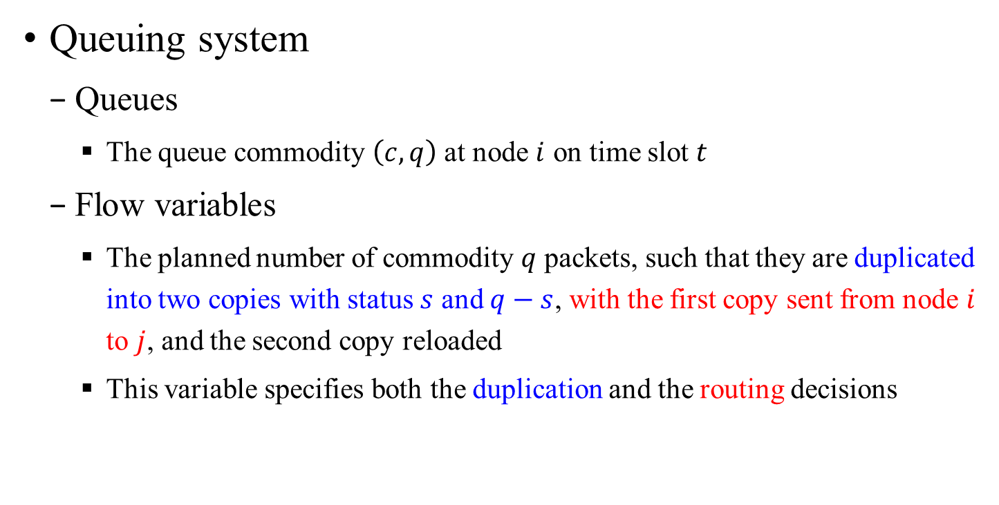 • Queuing system
– Queues
▪ The queue commodity (c, q) at node i on time slot t
– Flow variables
▪ The planned number of commodity q packets, such that they are duplicated
into two copies with status s and q − s, with the first copy sent from node i
to j, and the second copy reloaded
▪ This variable specifies both the duplication and the routing decisions